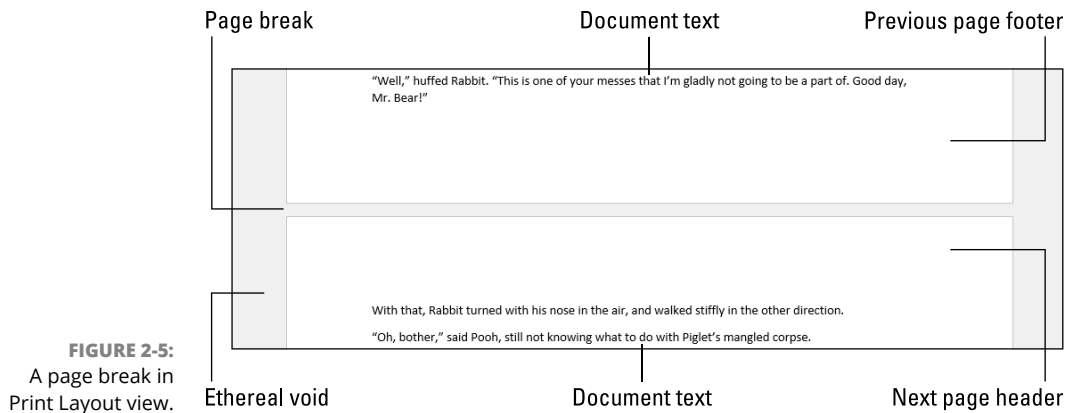 Page break Document text Previous page footer
“Well,” huffed Rabbit. “This is one of your messes that I’m gladly not going to be a part of. Good day,
Mr. Bear!”
With that, Rabbit turned with his nose in the air, and walked stiffly in the other direction.
“Oh, bother,” said Pooh, still not knowing what to do with Piglet’s mangled corpse.
FIGURE 2-5:
A page break in
Print Layout view.
Ethereal void Document text Next page header